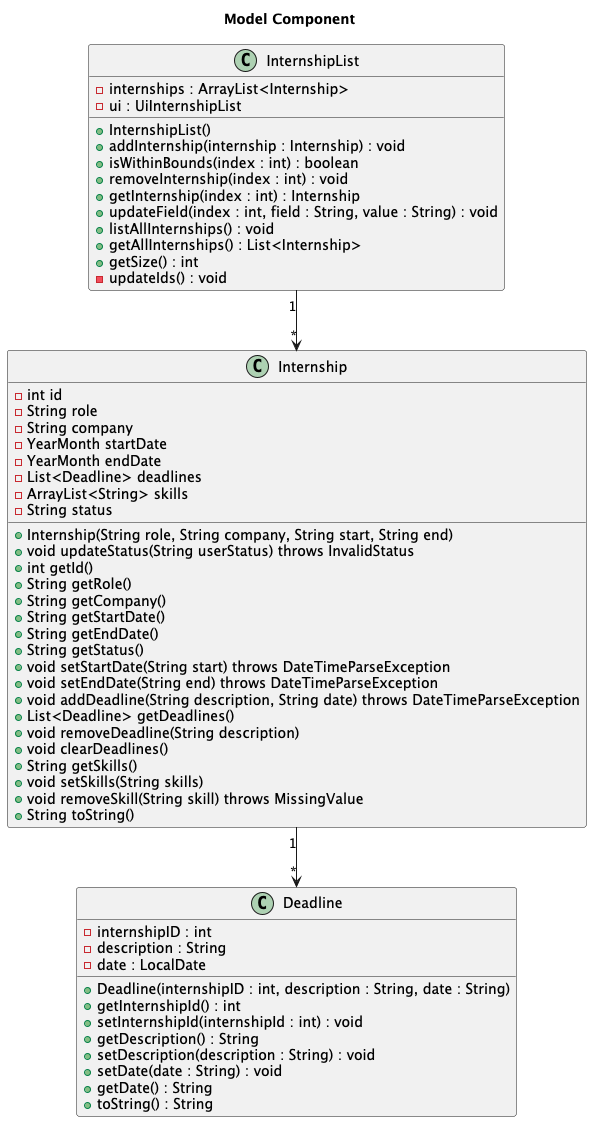 Model Component
C InternshipList
internships : ArrayList<Internship>
ui : UiInternshipList
InternshipList()
addInternship(internship : Internship) : void
isWithinBounds(index : int) : boolean
removeInternship(index : int) : void
getInternship(index : int) : Internship
updateField(index : int, field : String, value : String) : void
listAllInternships() : void
getAllInternships() : List<Internship>
getSize() : int
updateIds() : void
1
*
C Internship
int id
String role
String company
YearMonth startDate
YearMonth endDate
List<Deadline> deadlines
ArrayList<String> skills
String status
Internship(String role, String company, String start, String end)
void updateStatus(String userStatus) throws InvalidStatus
int getId()
String getRole()
String getCompany()
String getStartDate()
String getEndDate()
String getStatus()
void setStartDate(String start) throws DateTimeParseException
void setEndDate(String end) throws DateTimeParseException
void addDeadline(String description, String date) throws DateTimeParseException
List<Deadline> getDeadlines()
void removeDeadline(String description)
void clearDeadlines()
String getSkills()
void setSkills(String skills)
void removeSkill(String skill) throws MissingValue
String toString()
1
*
C Deadline
internshipID : int
description : String
date : LocalDate
Deadline(internshipID : int, description : String, date : String)
getInternshipId() : int
setInternshipId(internshipId : int) : void
getDescription() : String
setDescription(description : String) : void
setDate(date : String) : void
getDate() : String
toString() : String